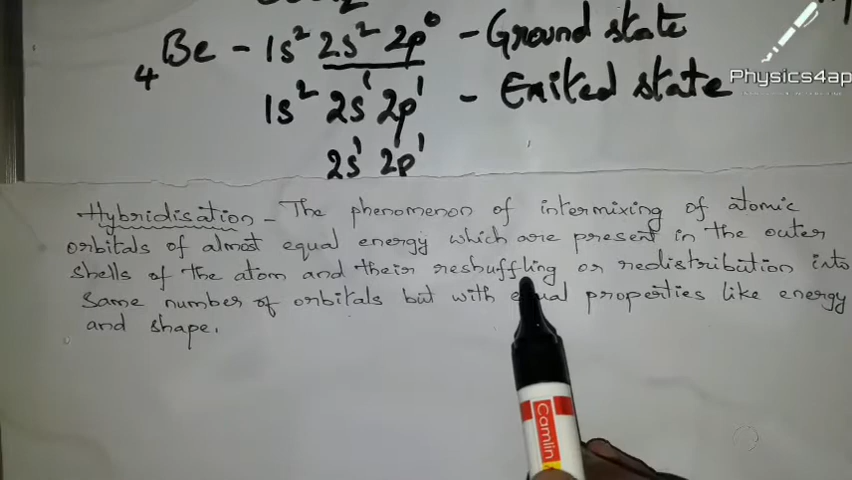 4Be - 1s² 2s² 2p⁰ - Ground state
Physics4ap
1s² 2s¹ 2p¹ - Exited state
2s¹ 2p¹
Hybridisation - The phenomenon of intermixing of atomic
orbitals of almost equal energy which are present in the outer
shells of the atom and their reshuffling or redistribution into
same number of orbitals but with equal properties like energy
and shape.
Camlin